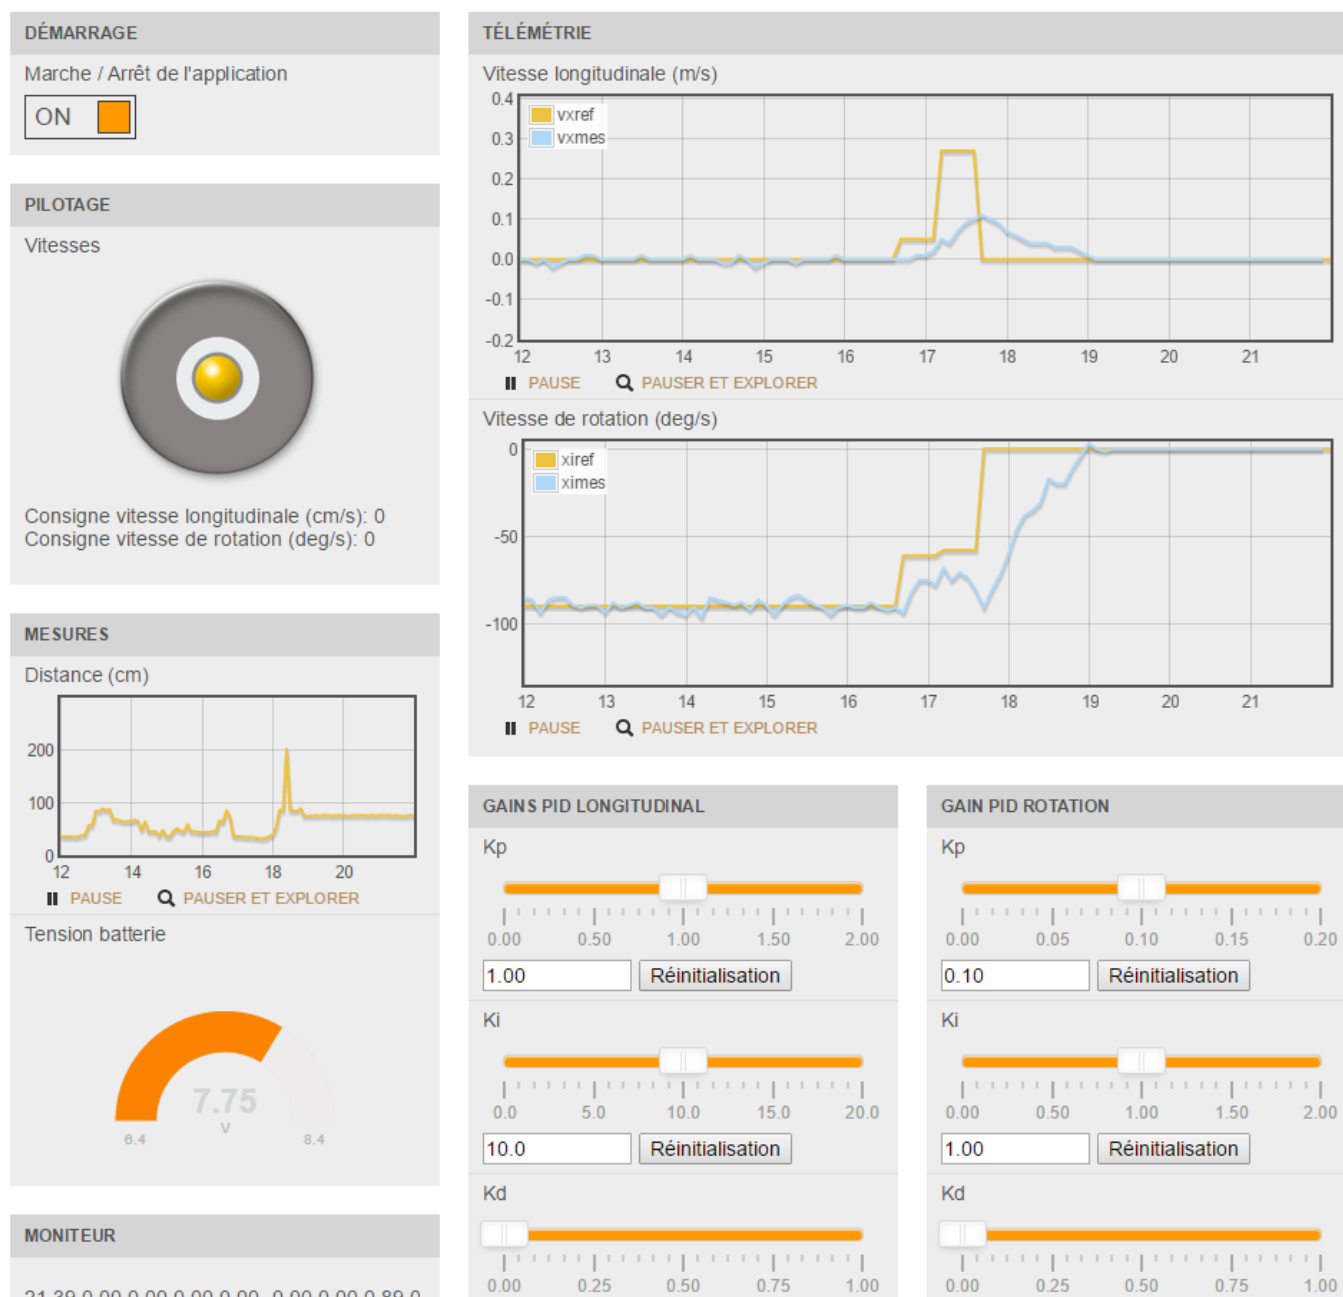 DÉMARRAGE
Marche / Arrêt de l'application
ON
PILOTAGE
Vitesses
Consigne vitesse longitudinale (cm/s): 0
Consigne vitesse de rotation (deg/s): 0
MESURES
Distance (cm)
200
100
0
12 14 16 18 20
PAUSE PAUSER ET EXPLORER
Tension batterie
7.75
V
6.4 8.4
MONITEUR
TÉLÉMÉTRIE
Vitesse longitudinale (m/s)
0.4
0.3
0.2
0.1
0.0
-0.1
-0.2
vxref
vxmes
12 13 14 15 16 17 18 19 20 21
PAUSE PAUSER ET EXPLORER
Vitesse de rotation (deg/s)
0
-50
-100
xiref
ximes
12 13 14 15 16 17 18 19 20 21
PAUSE PAUSER ET EXPLORER
GAINS PID LONGITUDINAL
Kp
0.00 0.50 1.00 1.50 2.00
1.00 Réinitialisation
Ki
0.0 5.0 10.0 15.0 20.0
10.0 Réinitialisation
Kd
0.00 0.25 0.50 0.75 1.00
GAIN PID ROTATION
Kp
0.00 0.05 0.10 0.15 0.20
0.10 Réinitialisation
Ki
0.00 0.50 1.00 1.50 2.00
1.00 Réinitialisation
Kd
0.00 0.25 0.50 0.75 1.00